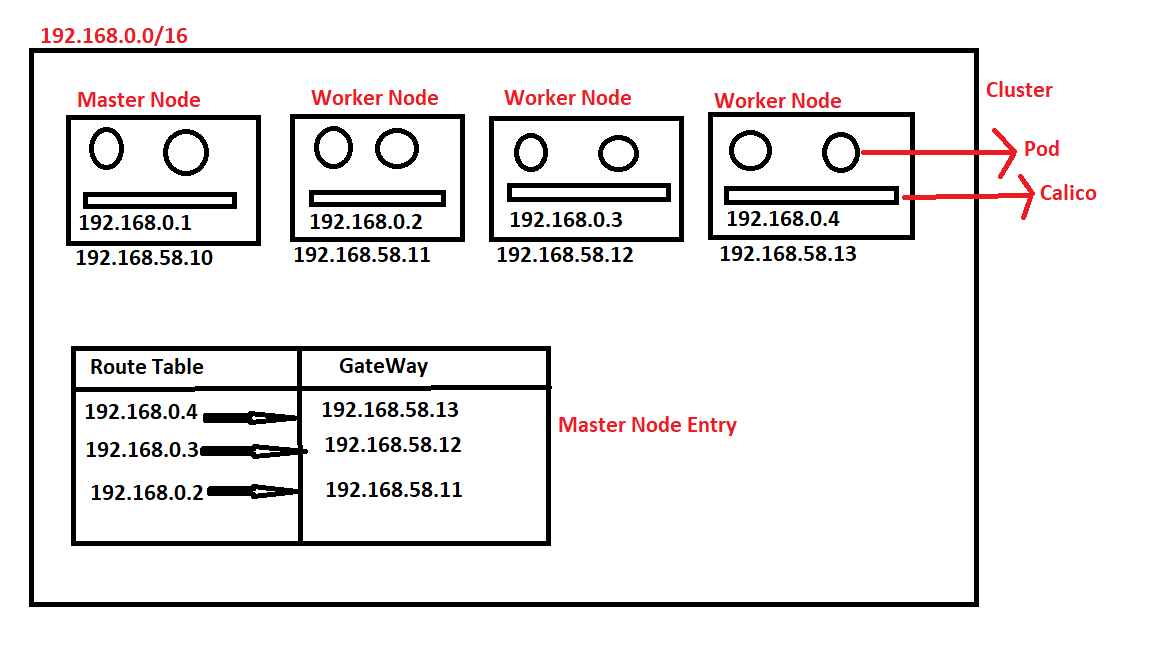 192.168.0.0/16
Master Node
Worker Node
Worker Node
Worker Node
Cluster
Pod
Calico
192.168.0.1
192.168.0.2
192.168.0.3
192.168.0.4
192.168.58.10
192.168.58.11
192.168.58.12
192.168.58.13
Route Table
GateWay
192.168.0.4
192.168.58.13
192.168.0.3
192.168.58.12
192.168.0.2
192.168.58.11
Master Node Entry